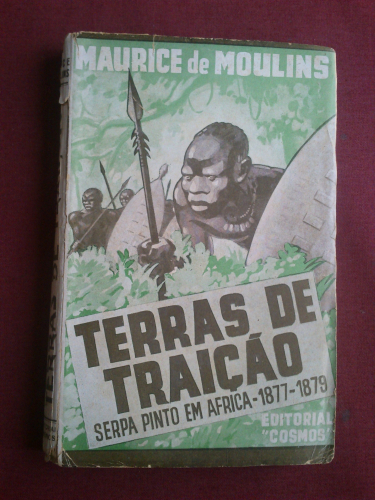 MAURICE de MOULINS
TERRAS DE
TRAIÇÃO
SERPA PINTO EM AFRICA-1877-1879
EDITORIAL
"COSMOS"